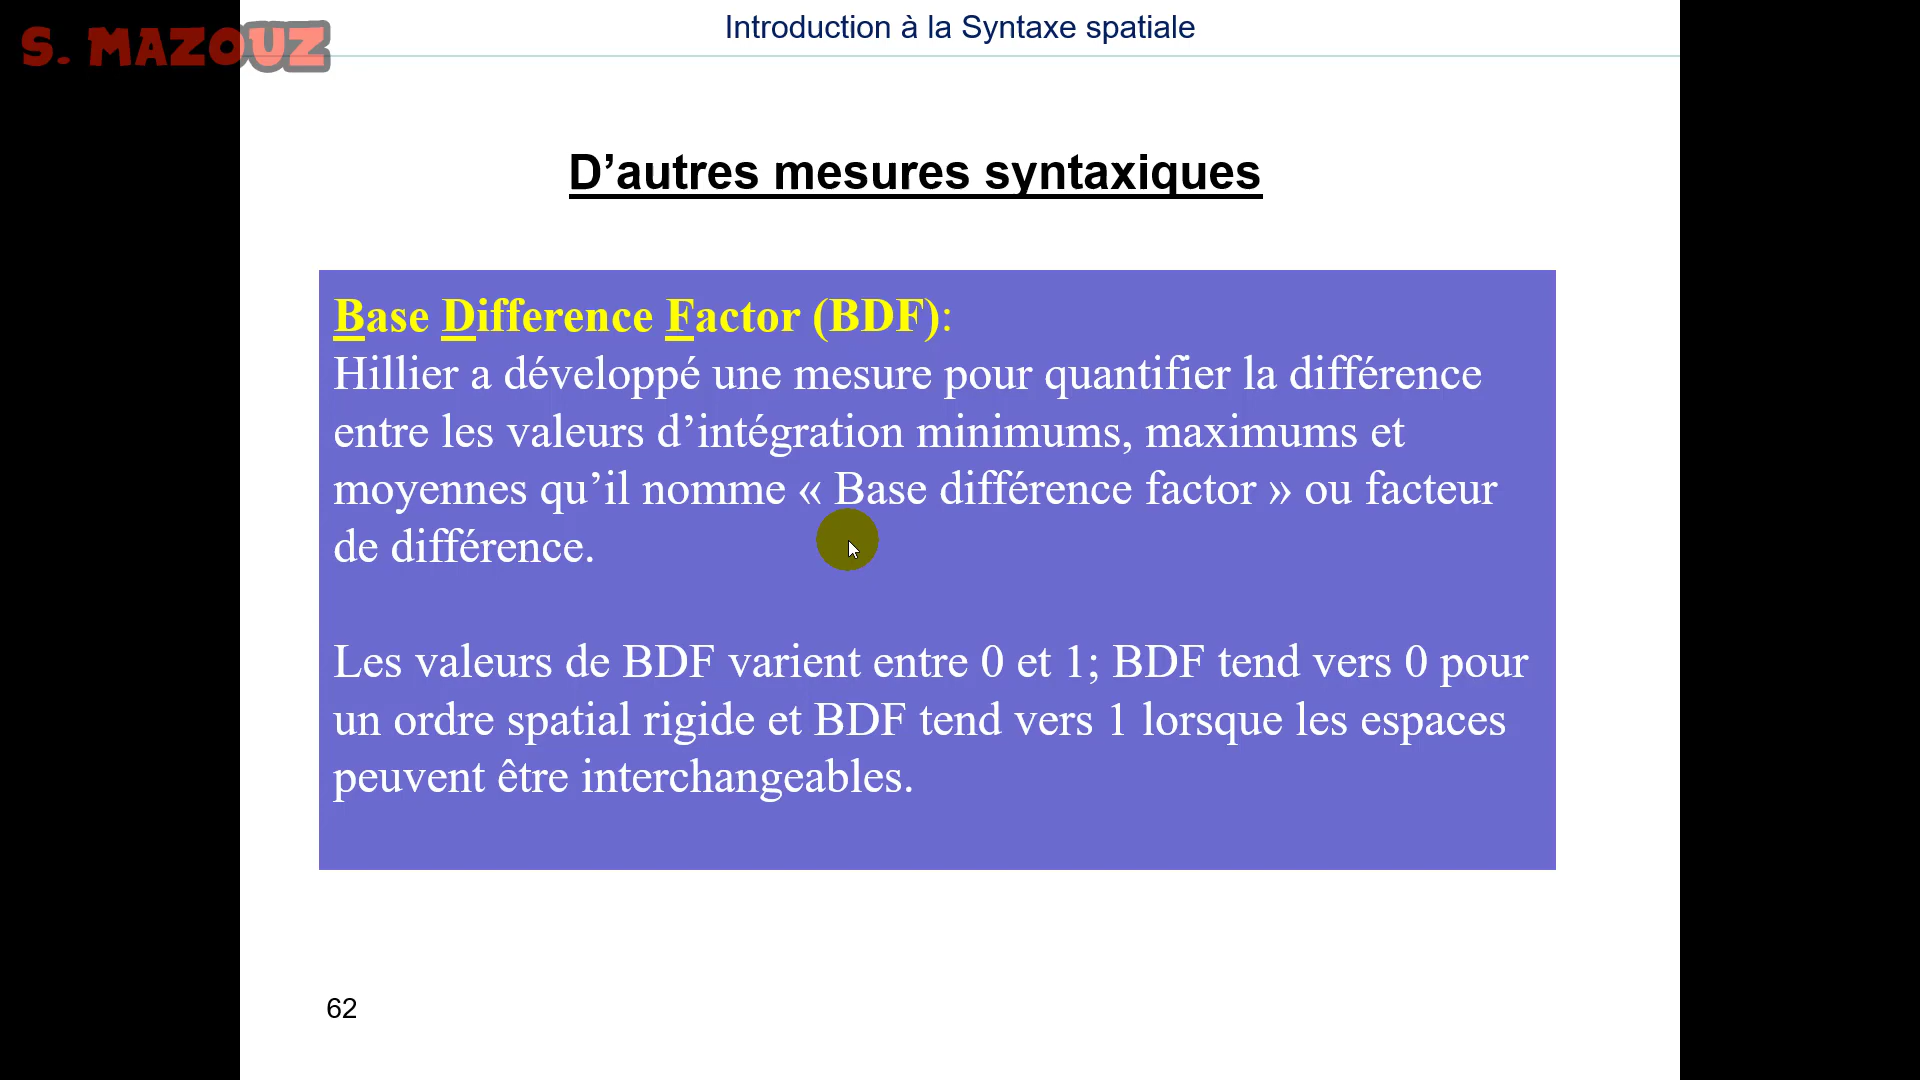 Introduction à la Syntaxe spatiale
S. MAZOUZ
D’autres mesures syntaxiques
Base Difference Factor (BDF):
Hillier a développé une mesure pour quantifier la différence
entre les valeurs d’intégration minimums, maximums et
moyennes qu’il nomme « Base différence factor » ou facteur
de différence.
Les valeurs de BDF varient entre 0 et 1; BDF tend vers 0 pour
un ordre spatial rigide et BDF tend vers 1 lorsque les espaces
peuvent être interchangeables.
62